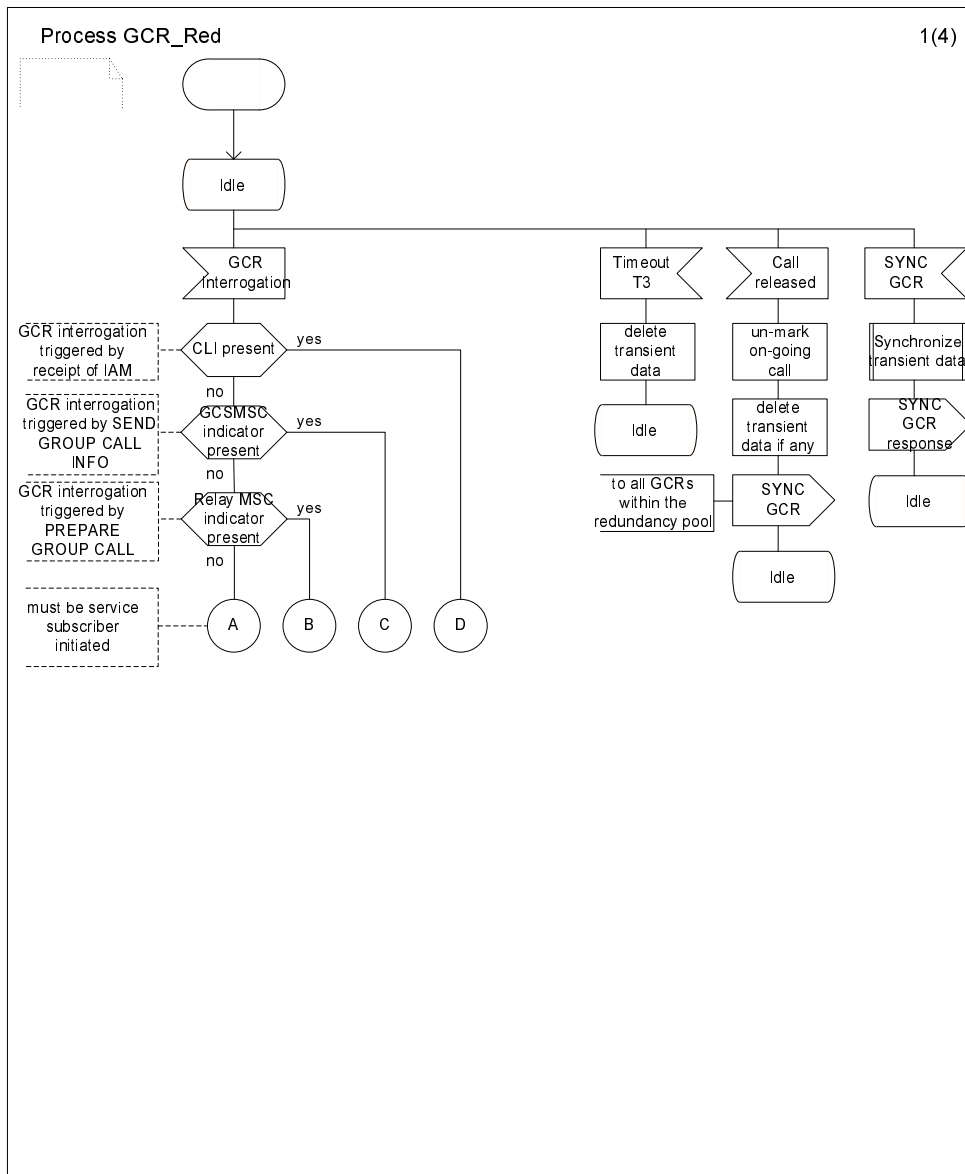 Process GCR_Red
1(4)
Idle
GCR
Interrogation
Timeout
T3
Call
released
SYNC
GCR
GCR interrogation
triggered by
receipt of IAM
CLI present
yes
no
delete
transient
data
un-mark
on-going
call
Synchronize
transient data
GCR interrogation
triggered by SEND
GROUP CALL
INFO
GCSMSC
indicator
present
yes
no
Idle
delete
transient
data if any
SYNC
GCR
response
GCR interrogation
triggered by
PREPARE
GROUP CALL
Relay MSC
indicator
present
yes
no
to all GCRs
within the
redundancy pool
SYNC
GCR
Idle
Idle
must be service
subscriber
initiated
A
B
C
D